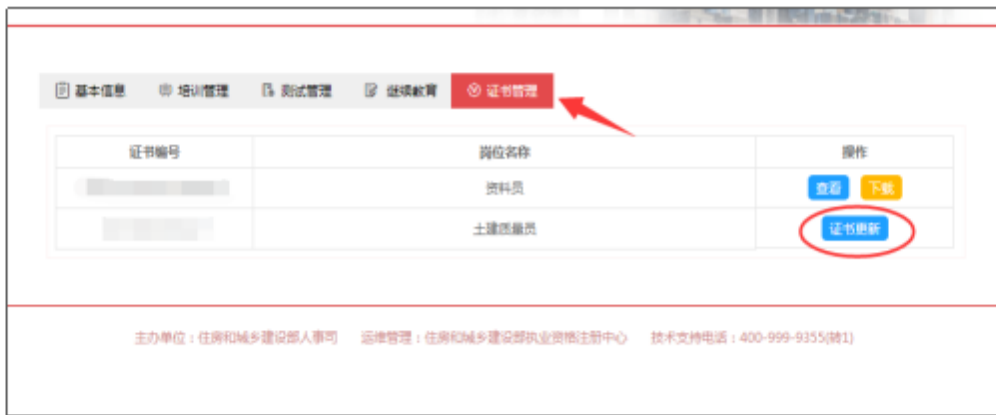 基本信息 培训管理 测试管理 继续教育 证书管理
证书编号 岗位名称 操作
资料员 查看 下载
土建质量员 证书更新
主办单位：住房和城乡建设部人事司 运维管理：住房和城乡建设部执业资格注册中心 技术支持电话：400-999-9355(转1)